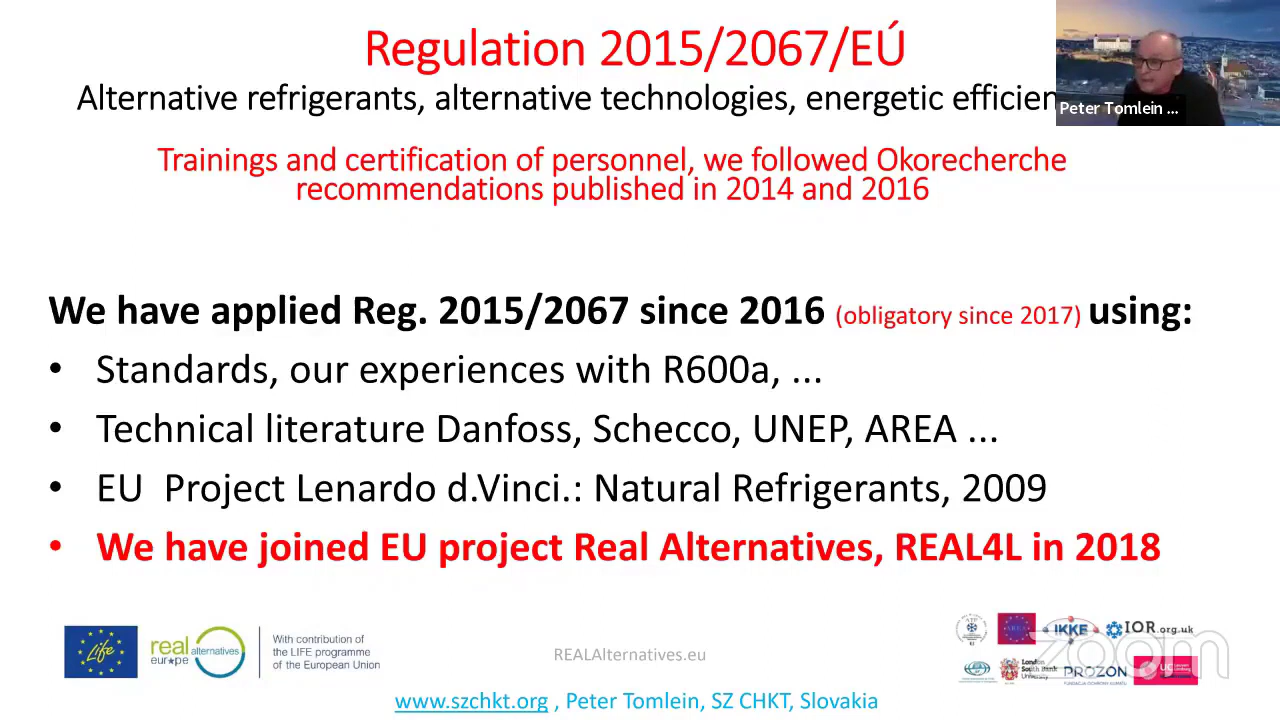 Regulation 2015/2067/EÚ
Alternative refrigerants, alternative technologies, energetic efficien
Peter Tomlein ...
Trainings and certification of personnel, we followed Okorecherche
recommendations published in 2014 and 2016
We have applied Reg. 2015/2067 since 2016 (obligatory since 2017) using:
• Standards, our experiences with R600a, ...
• Technical literature Danfoss, Schecco, UNEP, AREA ...
• EU Project Lenardo d.Vinci.: Natural Refrigerants, 2009
• We have joined EU project Real Alternatives, REAL4L in 2018
Life
real alternatives
europe
With contribution of
the LIFE programme
of the European Union
REALAlternatives.eu
IKKE
IOR.org.uk
zoom
London
South Bank
University
PROZON
www.szchkt.org , Peter Tomlein, SZ CHKT, Slovakia